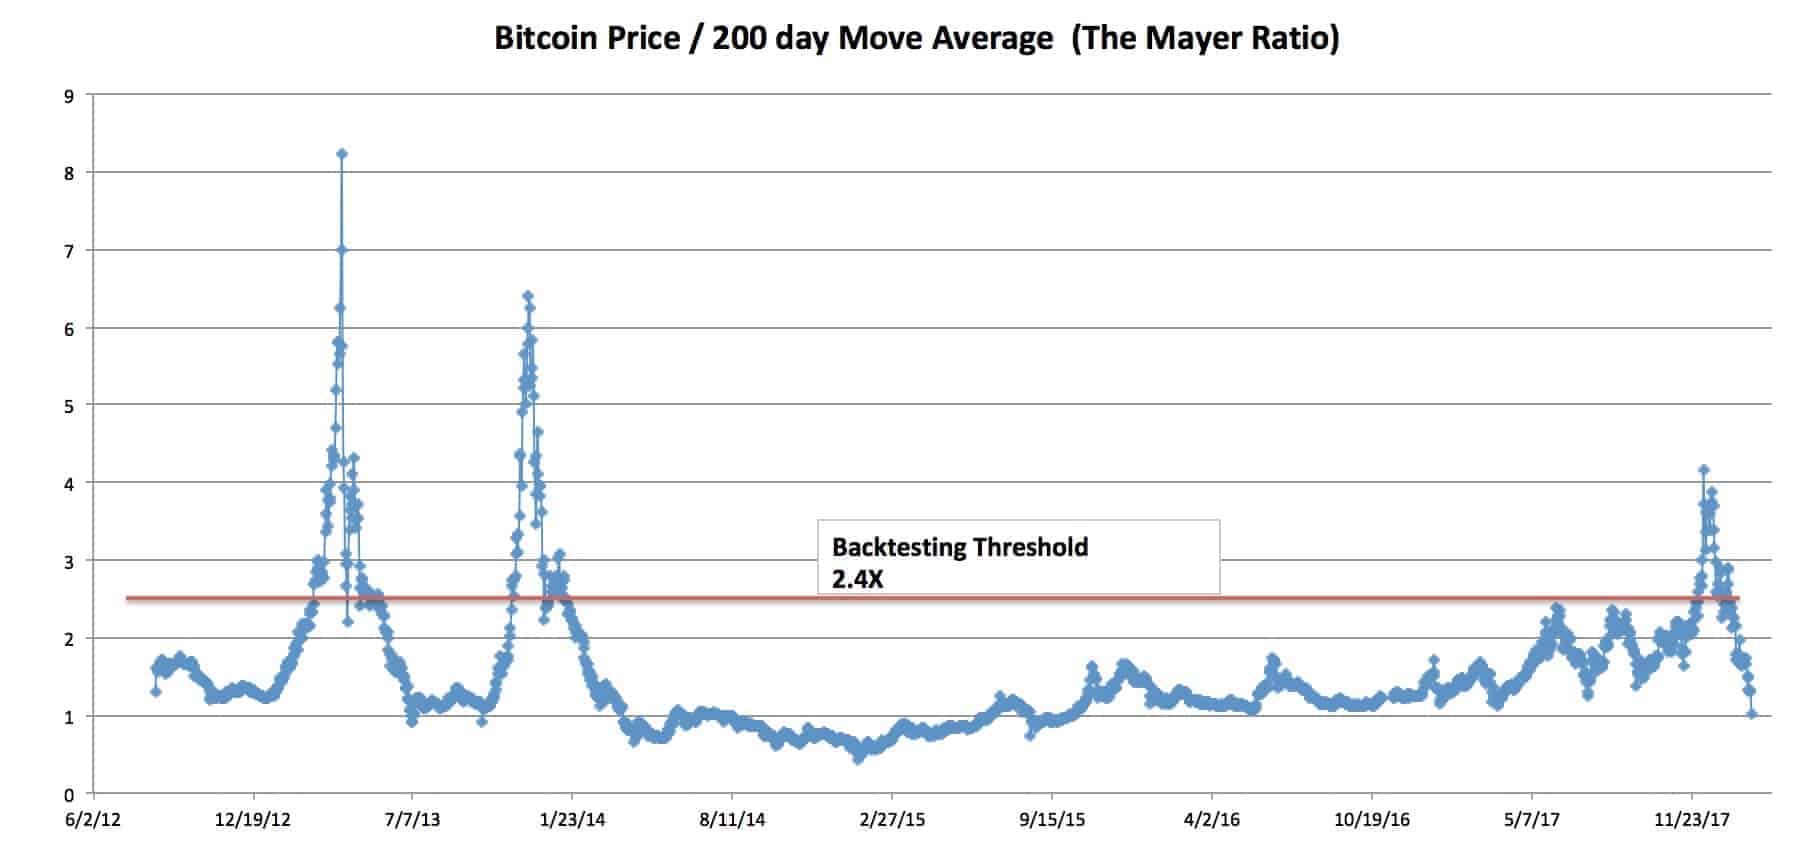 Bitcoin Price / 200 day Move Average (The Mayer Ratio)
9
8
7
6
5
4
3
2
1
0
Backtesting Threshold
2.4X
6/2/12 12/19/12 7/7/13 1/23/14 8/11/14 2/27/15 9/15/15 4/2/16 10/19/16 5/7/17 11/23/17